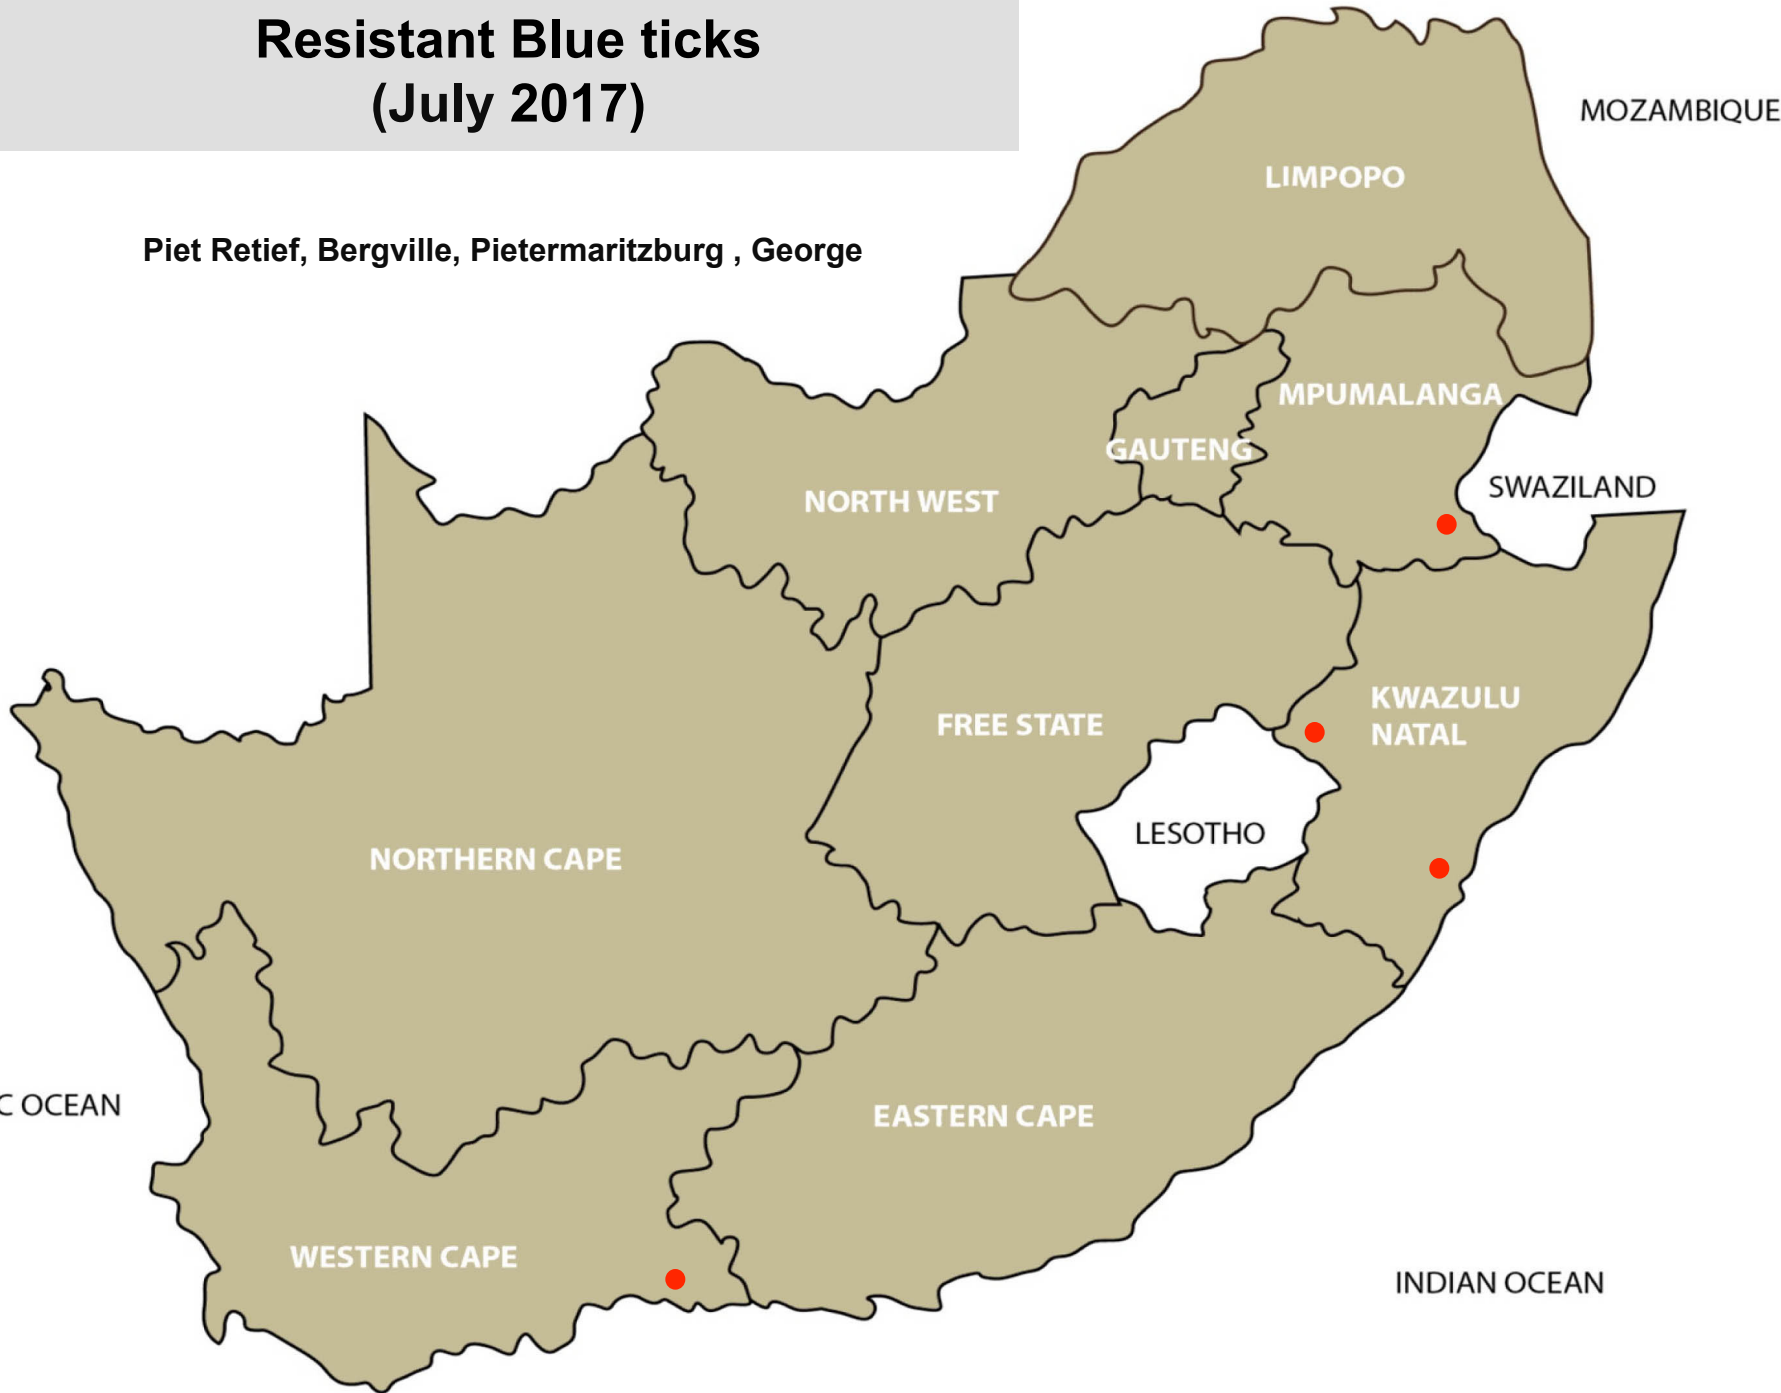 Resistant Blue ticks
(July 2017)
MOZAMBIQUE
LIMPOPO
Piet Retief, Bergville, Pietermaritzburg , George
MPUMALANGA
GAUTENG
SWAZILAND
NORTH WEST
KWAZULU
NATAL
FREE STATE
LESOTHO
NORTHERN CAPE
C OCEAN
EASTERN CAPE
WESTERN CAPE
INDIAN OCEAN